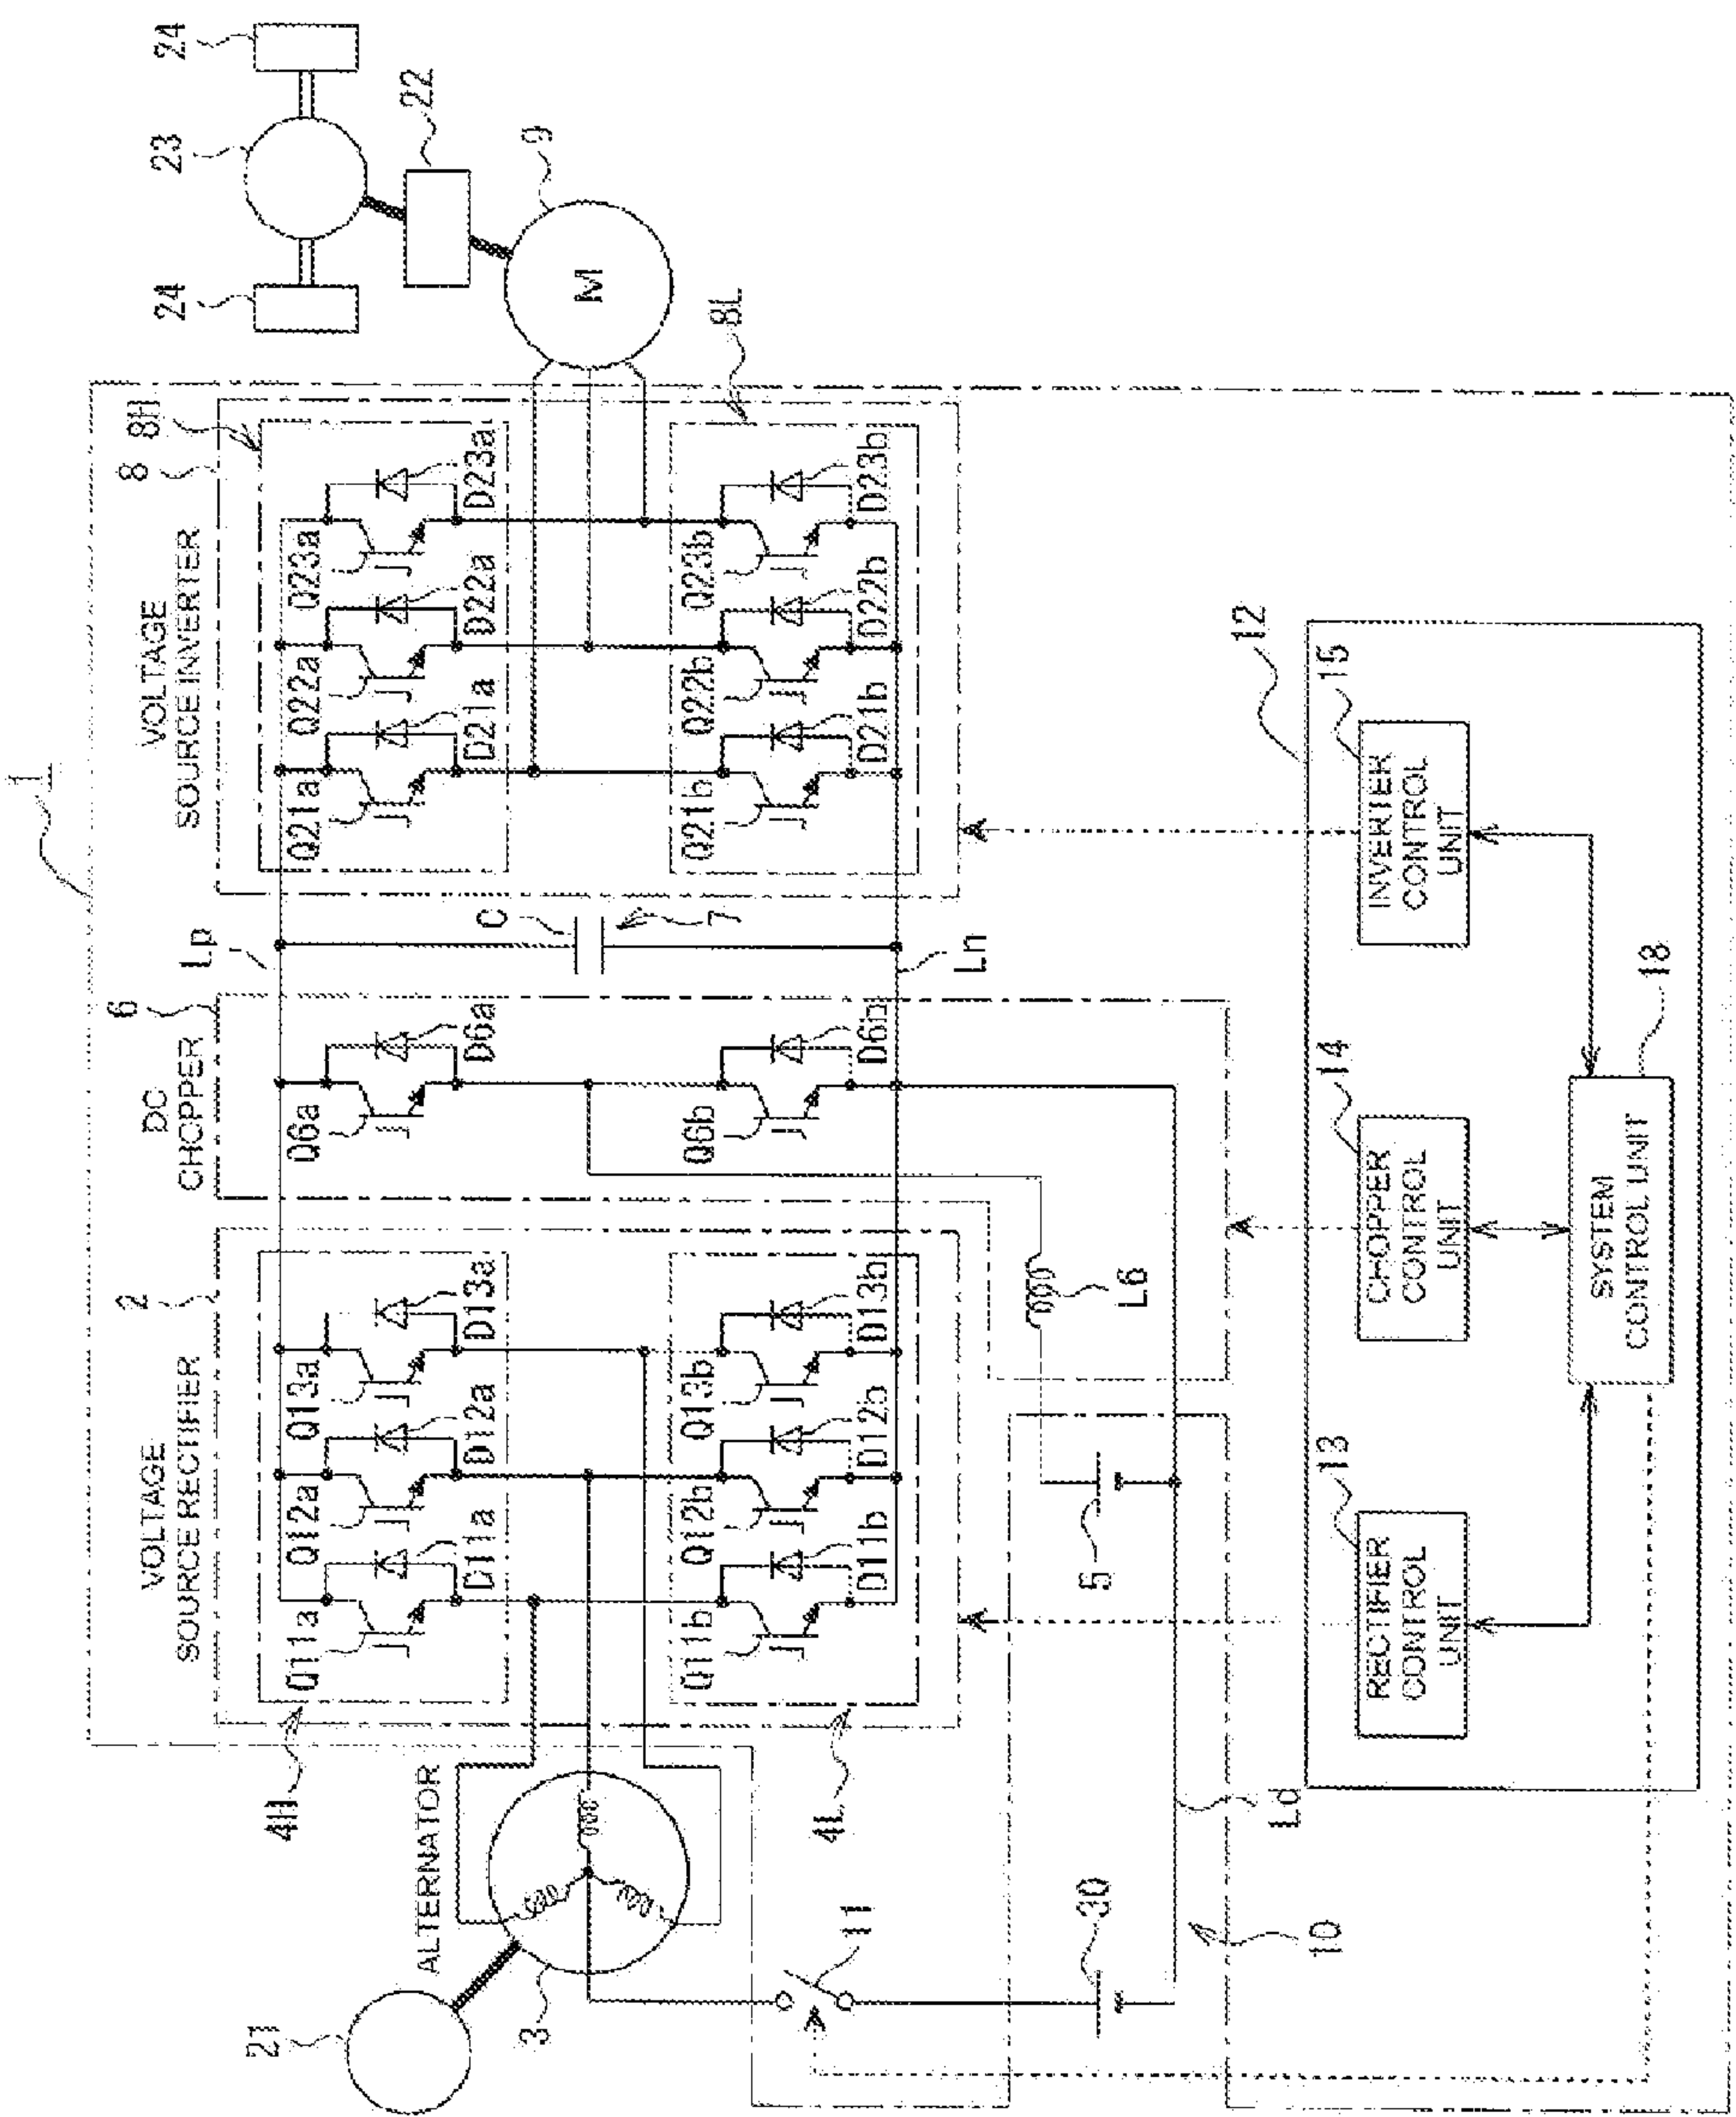 1
VOLTAGE
SOURCE RECTIFIER
2
DC
CHOPPER
6
Lp
VOLTAGE
SOURCE INVERTER
8
8H
24
23
24
22
9
M
8L
21
ALTERNATOR
3
4H
4L
Q11a
Q12a
Q13a
D11a
D12a
D13a
Q11b
Q12b
Q13b
D11b
D12b
D13b
Q6a
D6a
Q6b
D6b
C
7
Ln
Q21a
Q22a
Q23a
D21a
D22a
D23a
Q21b
Q22b
Q23b
D21b
D22b
D23b
11
30
5
L6
10
12
13
RECTIFIER
CONTROL
UNIT
14
CHOPPER
CONTROL
UNIT
15
INVERTER
CONTROL
UNIT
18
SYSTEM
CONTROL UNIT